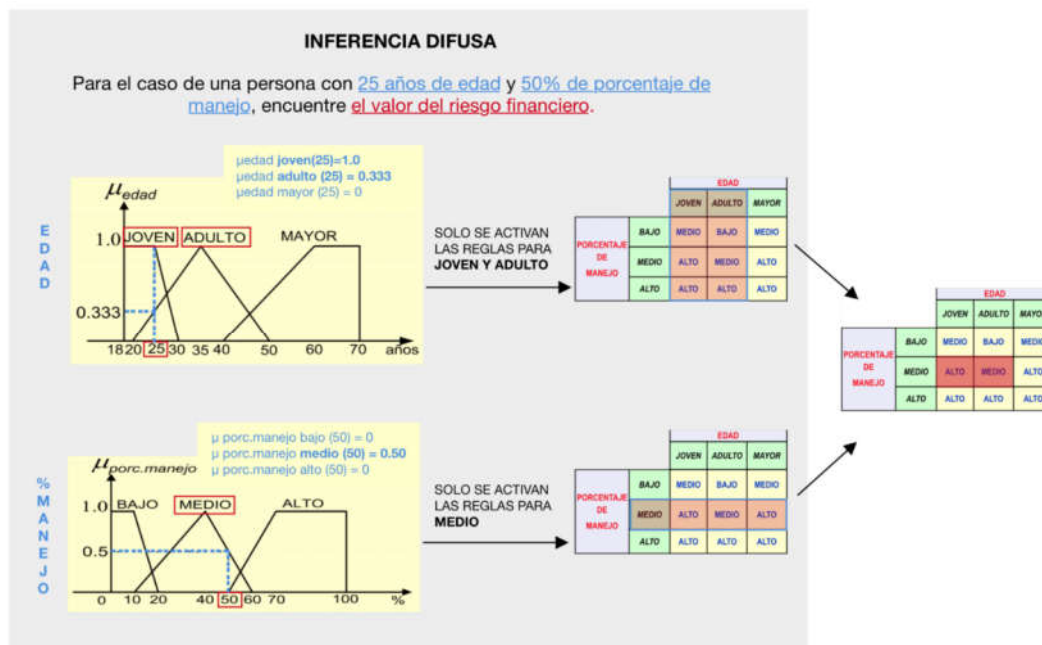 INFERENCIA DIFUSA
Para el caso de una persona con 25 años de edad y 50% de porcentaje de
manejo, encuentre el valor del riesgo financiero.
EDAD
μedad joven(25)=1.0
μedad adulto (25) = 0.333
μedad mayor (25) = 0
μedad
1.0 JOVEN ADULTO MAYOR
0.333
18 20 25 30 35 40 50 60 70 años
SOLO SE ACTIVAN
LAS REGLAS PARA
JOVEN Y ADULTO
EDAD
JOVEN ADULTO MAYOR
PORCENTAJE
DE
MANEJO
BAJO MEDIO BAJO MEDIO
MEDIO ALTO MEDIO ALTO
ALTO ALTO ALTO ALTO
EDAD
JOVEN ADULTO MAYO
PORCENTAJE
DE
MANEJO
BAJO MEDIO BAJO MEDIO
MEDIO ALTO MEDIO ALTO
ALTO ALTO ALTO ALTO
%MANEJO
μ porc.manejo bajo (50) = 0
μ porc.manejo medio (50) = 0.50
μ porc.manejo alto (50) = 0
μporc.manejo
1.0 BAJO MEDIO ALTO
0.5
0 10 20 40 50 60 70 100 %
SOLO SE ACTIVAN
LAS REGLAS PARA
MEDIO
EDAD
JOVEN ADULTO MAYOR
PORCENTAJE
DE
MANEJO
BAJO MEDIO BAJO MEDIO
MEDIO ALTO MEDIO ALTO
ALTO ALTO ALTO ALTO